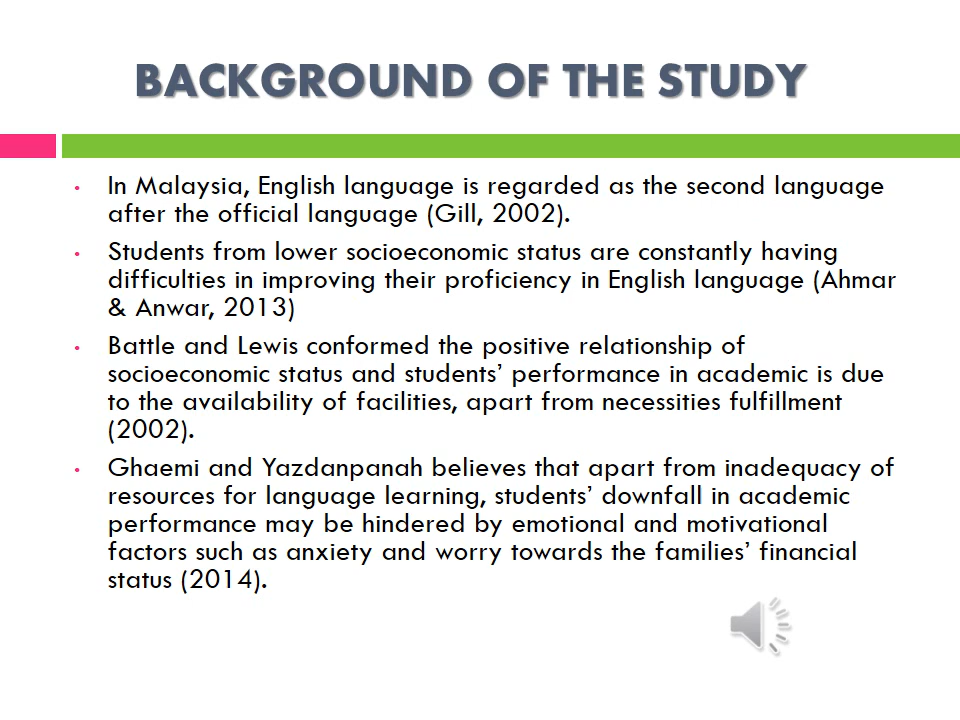 BACKGROUND OF THE STUDY
• In Malaysia, English language is regarded as the second language
after the official language (Gill, 2002).
• Students from lower socioeconomic status are constantly having
difficulties in improving their proficiency in English language (Ahmar
& Anwar, 2013)
• Battle and Lewis conformed the positive relationship of
socioeconomic status and students’ performance in academic is due
to the availability of facilities, apart from necessities fulfillment
(2002).
• Ghaemi and Yazdanpanah believes that apart from inadequacy of
resources for language learning, students’ downfall in academic
performance may be hindered by emotional and motivational
factors such as anxiety and worry towards the families’ financial
status (2014).